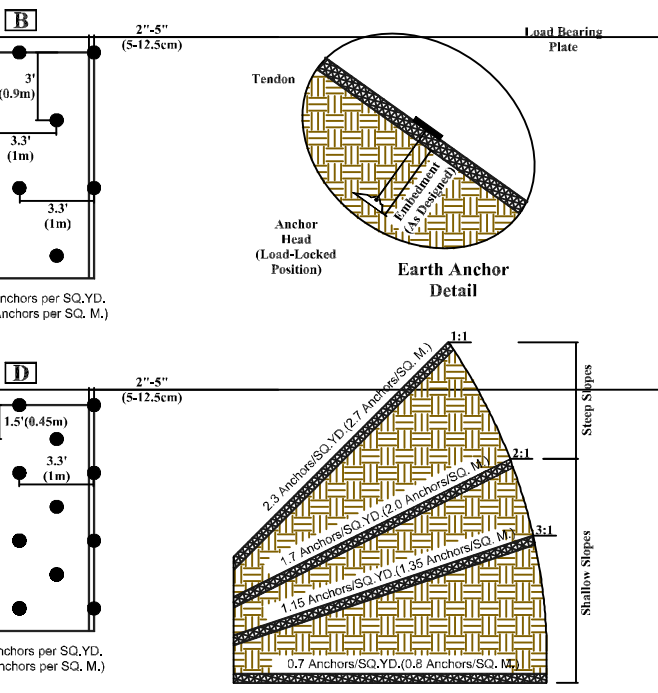 B
2"-5"
(5-12.5cm)
3'
(0.9m)
3.3'
(1m)
3.3'
(1m)
nchors per SQ.YD.
Anchors per SQ. M.)
Load Bearing
Plate
Tendon
Embedment
(As Designed)
Anchor
Head
(Load-Locked
Position)
Earth Anchor
Detail
D
2"-5"
(5-12.5cm)
1.5'(0.45m)
3.3'
(1m)
nchors per SQ.YD.
nchors per SQ. M.)
1:1
2:1
3:1
2.3 Anchors/SQ.YD.(2.7 Anchors/SQ. M.)
1.7 Anchors/SQ.YD.(2.0 Anchors/SQ. M.)
1.15 Anchors/SQ.YD.(1.35 Anchors/SQ. M.)
0.7 Anchors/SQ.YD.(0.8 Anchors/SQ. M.)
Steep Slopes
Shallow Slopes